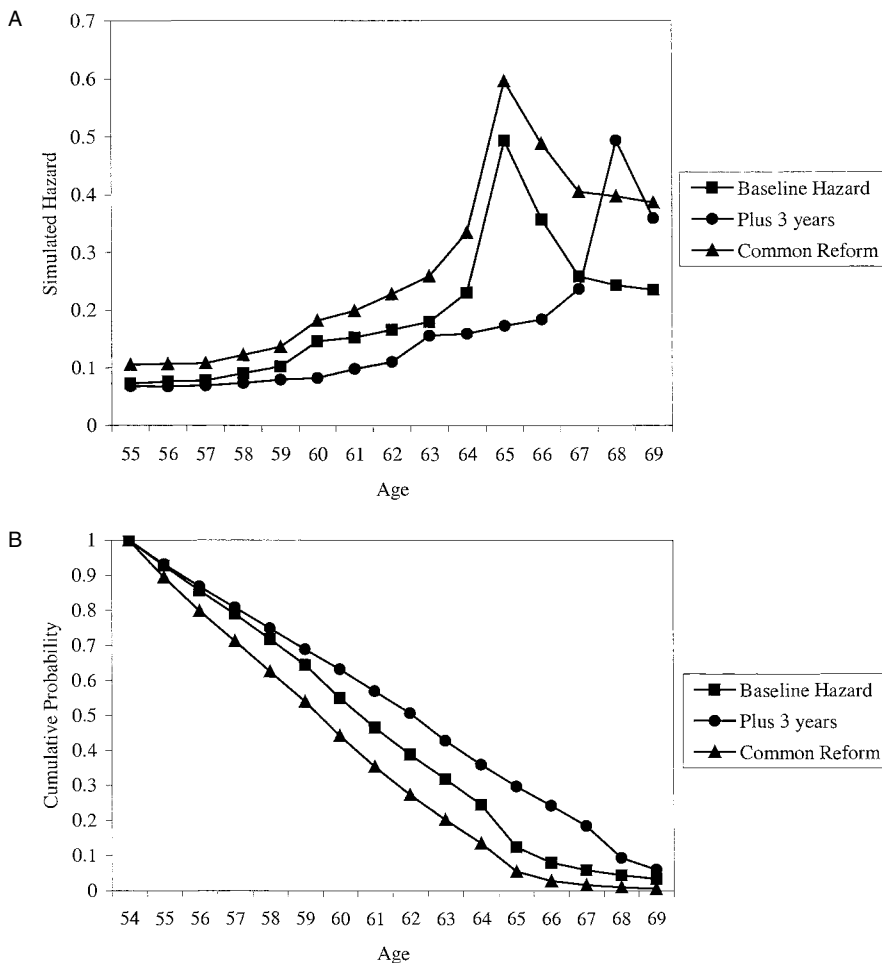 A
0.7
0.6
0.5
0.4
0.3
0.2
0.1
0
Simulated Hazard
55 56 57 58 59 60 61 62 63 64 65 66 67 68 69
Age
Baseline Hazard
Plus 3 years
Common Reform
B
1
0.9
0.8
0.7
0.6
0.5
0.4
0.3
0.2
0.1
0
Cumulative Probability
54 55 56 57 58 59 60 61 62 63 64 65 66 67 68 69
Age
Baseline Hazard
Plus 3 years
Common Reform